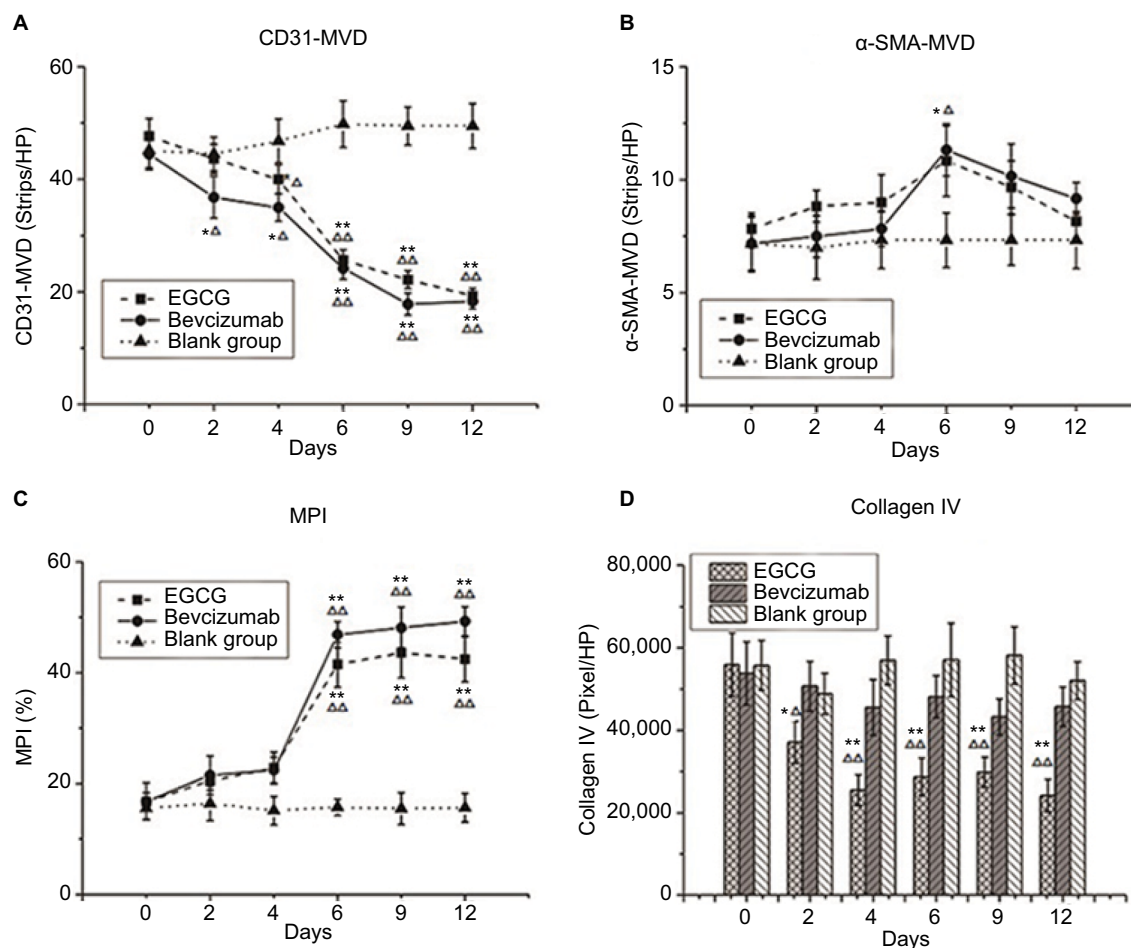 A
CD31-MVD
60
40
20
0
CD31-MVD (Strips/HP)
*△
*△
*△
**
△△
**
△△
**
△△
**
△△
**
△△
**
△△
EGCG
Bevcizumab
Blank group
0 2 4 6 9 12
Days
B
α-SMA-MVD
15
10
5
0
α-SMA-MVD (Strips/HP)
*△
EGCG
Bevcizumab
Blank group
0 2 4 6 9 12
Days
C
MPI
60
40
20
0
MPI (%)
EGCG
Bevcizumab
Blank group
**
△△
**
△△
**
△△
**
△△
**
△△
**
△△
0 2 4 6 9 12
Days
D
Collagen IV
80,000
60,000
40,000
20,000
0
Collagen IV (Pixel/HP)
EGCG
Bevcizumab
Blank group
*△
**
△△
**
△△
**
△△
**
△△
0 2 4 6 9 12
Days